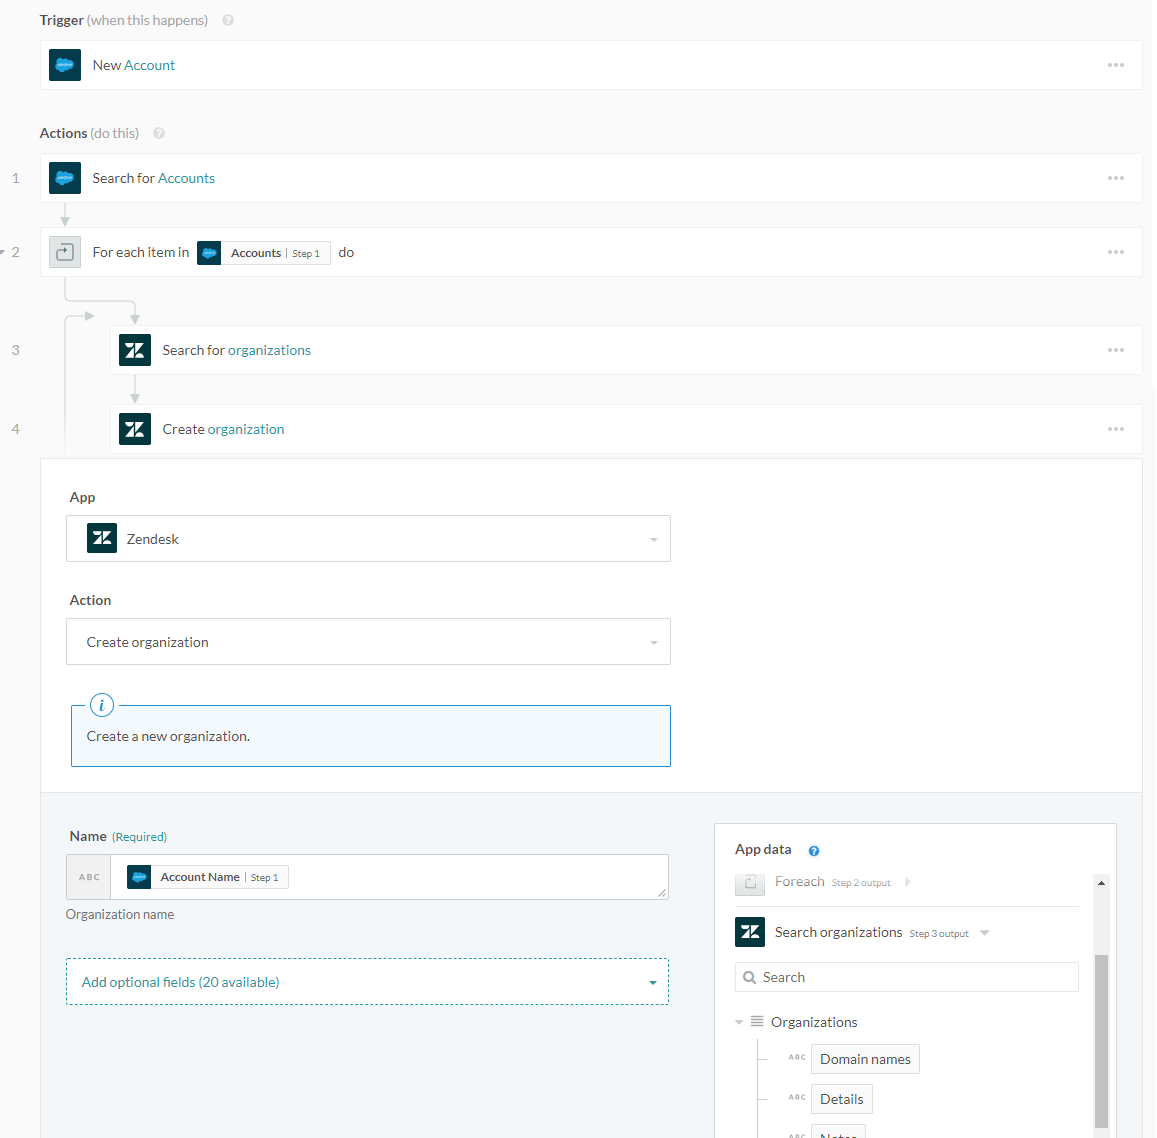 Trigger (when this happens) ?
New Account
Actions (do this) ?
1 Search for Accounts
2 For each item in Accounts | Step 1 do
3 Search for organizations
4 Create organization
App
Zendesk
Action
Create organization
i
Create a new organization.
Name (Required)
ABC Account Name | Step 1
Organization name
Add optional fields (20 available)
App data ?
Foreach Step 2 output
Search organizations Step 3 output
Search
Organizations
ABC Domain names
ABC Details
ABC Notes